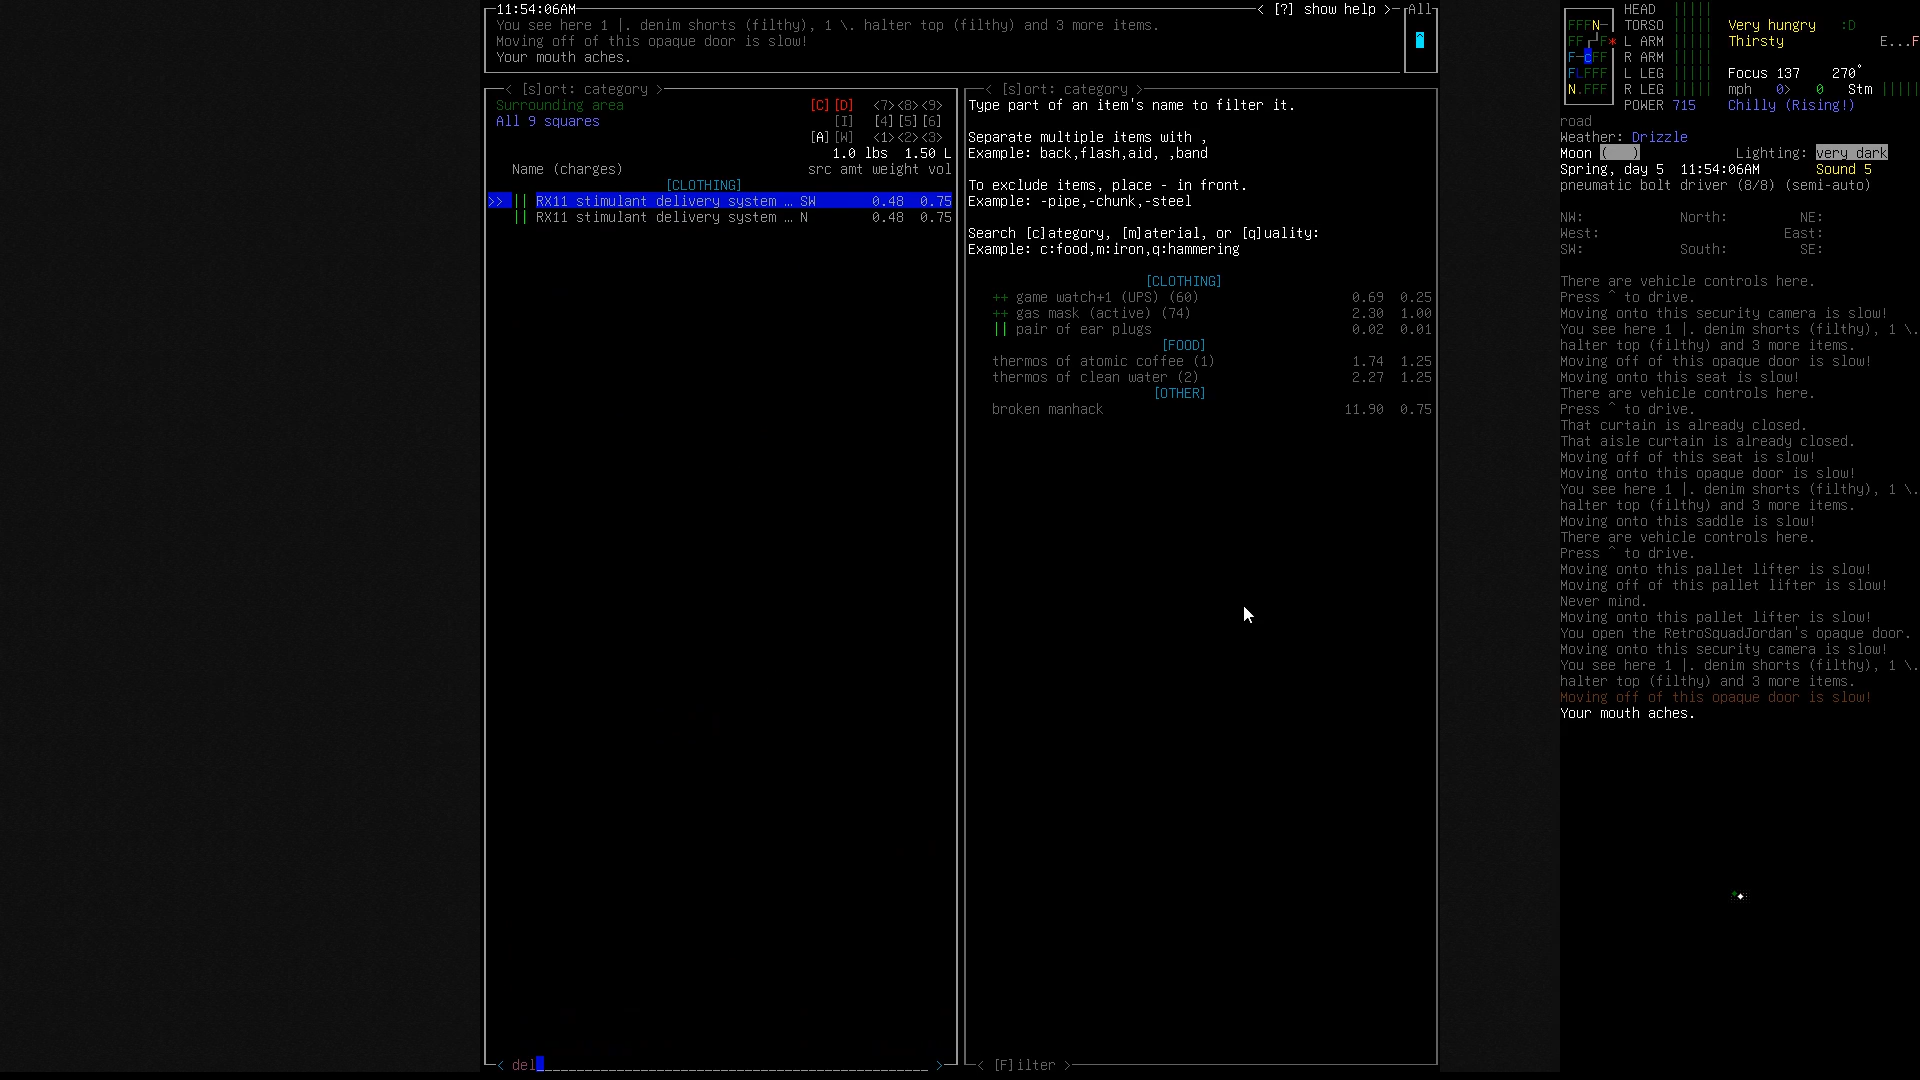 11:54:06AM < [?] show help > All
You see here 1 |. denim shorts (filthy), 1 \. halter top (filthy) and 3 more items.
Moving off of this opaque door is slow!
Your mouth aches.
< [s]ort: category >
Surrounding area [C][D] <7><8><9>
All 9 squares [I] [4][5][6]
[A][W] <1><2><3>
1.0 lbs 1.50 L
Name (charges) src amt weight vol
[CLOTHING]
>> || RX11 stimulant delivery system … SW 0.48 0.75
|| RX11 stimulant delivery system … N 0.48 0.75
< del >
< [s]ort: category >
Type part of an item's name to filter it.
Separate multiple items with ,
Example: back,flash,aid, ,band
To exclude items, place - in front.
Example: -pipe,-chunk,-steel
Search [c]ategory, [m]aterial, or [q]uality:
Example: c:food,m:iron,q:hammering
[CLOTHING]
++ game watch+1 (UPS) (60) 0.69 0.25
++ gas mask (active) (74) 2.30 1.00
|| pair of ear plugs 0.02 0.01
[FOOD]
thermos of atomic coffee (1) 1.74 1.25
thermos of clean water (2) 2.27 1.25
[OTHER]
broken manhack 11.90 0.75
< [F]ilter >
HEAD |||||
FFFN TORSO ||||| Very hungry :D
FF F* L ARM ||||| Thirsty E...F
F cFF R ARM |||||
F FFF L LEG ||||| Focus 137 270°
N.FFF R LEG ||||| mph 0> 0 Stm |||||
POWER 715 Chilly (Rising!)
road
Weather: Drizzle
Moon ( ) Lighting: very dark
Spring, day 5 11:54:06AM Sound 5
pneumatic bolt driver (8/8) (semi-auto)
NW: North: NE:
West: East:
SW: South: SE:
There are vehicle controls here.
Press ^ to drive.
Moving onto this security camera is slow!
You see here 1 |. denim shorts (filthy), 1 \.
halter top (filthy) and 3 more items.
Moving off of this opaque door is slow!
Moving onto this seat is slow!
There are vehicle controls here.
Press ^ to drive.
That curtain is already closed.
That aisle curtain is already closed.
Moving off of this seat is slow!
Moving onto this opaque door is slow!
You see here 1 |. denim shorts (filthy), 1 \.
halter top (filthy) and 3 more items.
Moving onto this saddle is slow!
There are vehicle controls here.
Press ^ to drive.
Moving onto this pallet lifter is slow!
Moving off of this pallet lifter is slow!
Never mind.
Moving onto this pallet lifter is slow!
You open the RetroSquadJordan's opaque door.
Moving onto this security camera is slow!
You see here 1 |. denim shorts (filthy), 1 \.
halter top (filthy) and 3 more items.
Moving off of this opaque door is slow!
Your mouth aches.